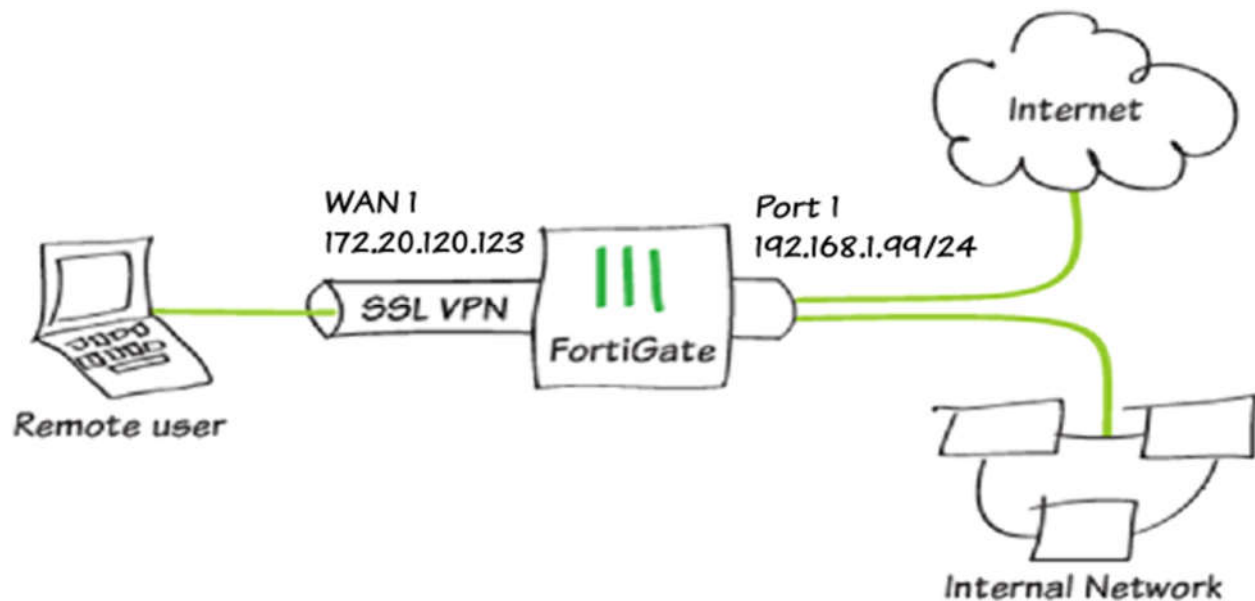 Internet
WAN 1
172.20.120.123
Port 1
192.168.1.99/24
SSL VPN
FortiGate
Remote user
Internal Network